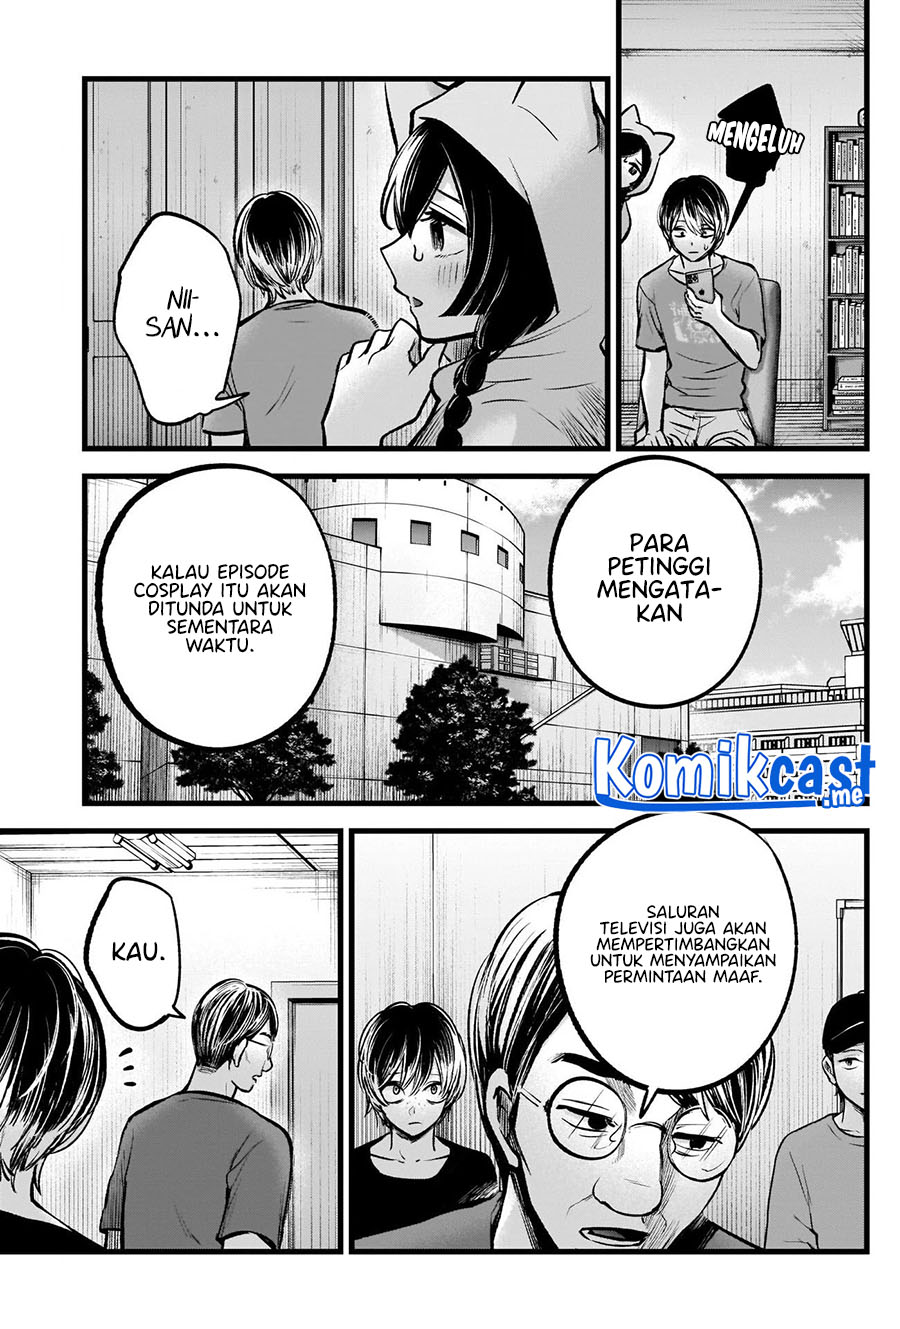 MENGELUH
NII-
SAN...
PARA
PETINGGI
MENGATA-
KAN
KALAU EPISODE
COSPLAY ITU AKAN
DITUNDA UNTUK
SEMENTARA
WAKTU.
Komikcast
.me
SALURAN
TELEVISI JUGA AKAN
MEMPERTIMBANGKAN
UNTUK MENYAMPAIKAN
PERMINTAAN MAAF.
KAU.